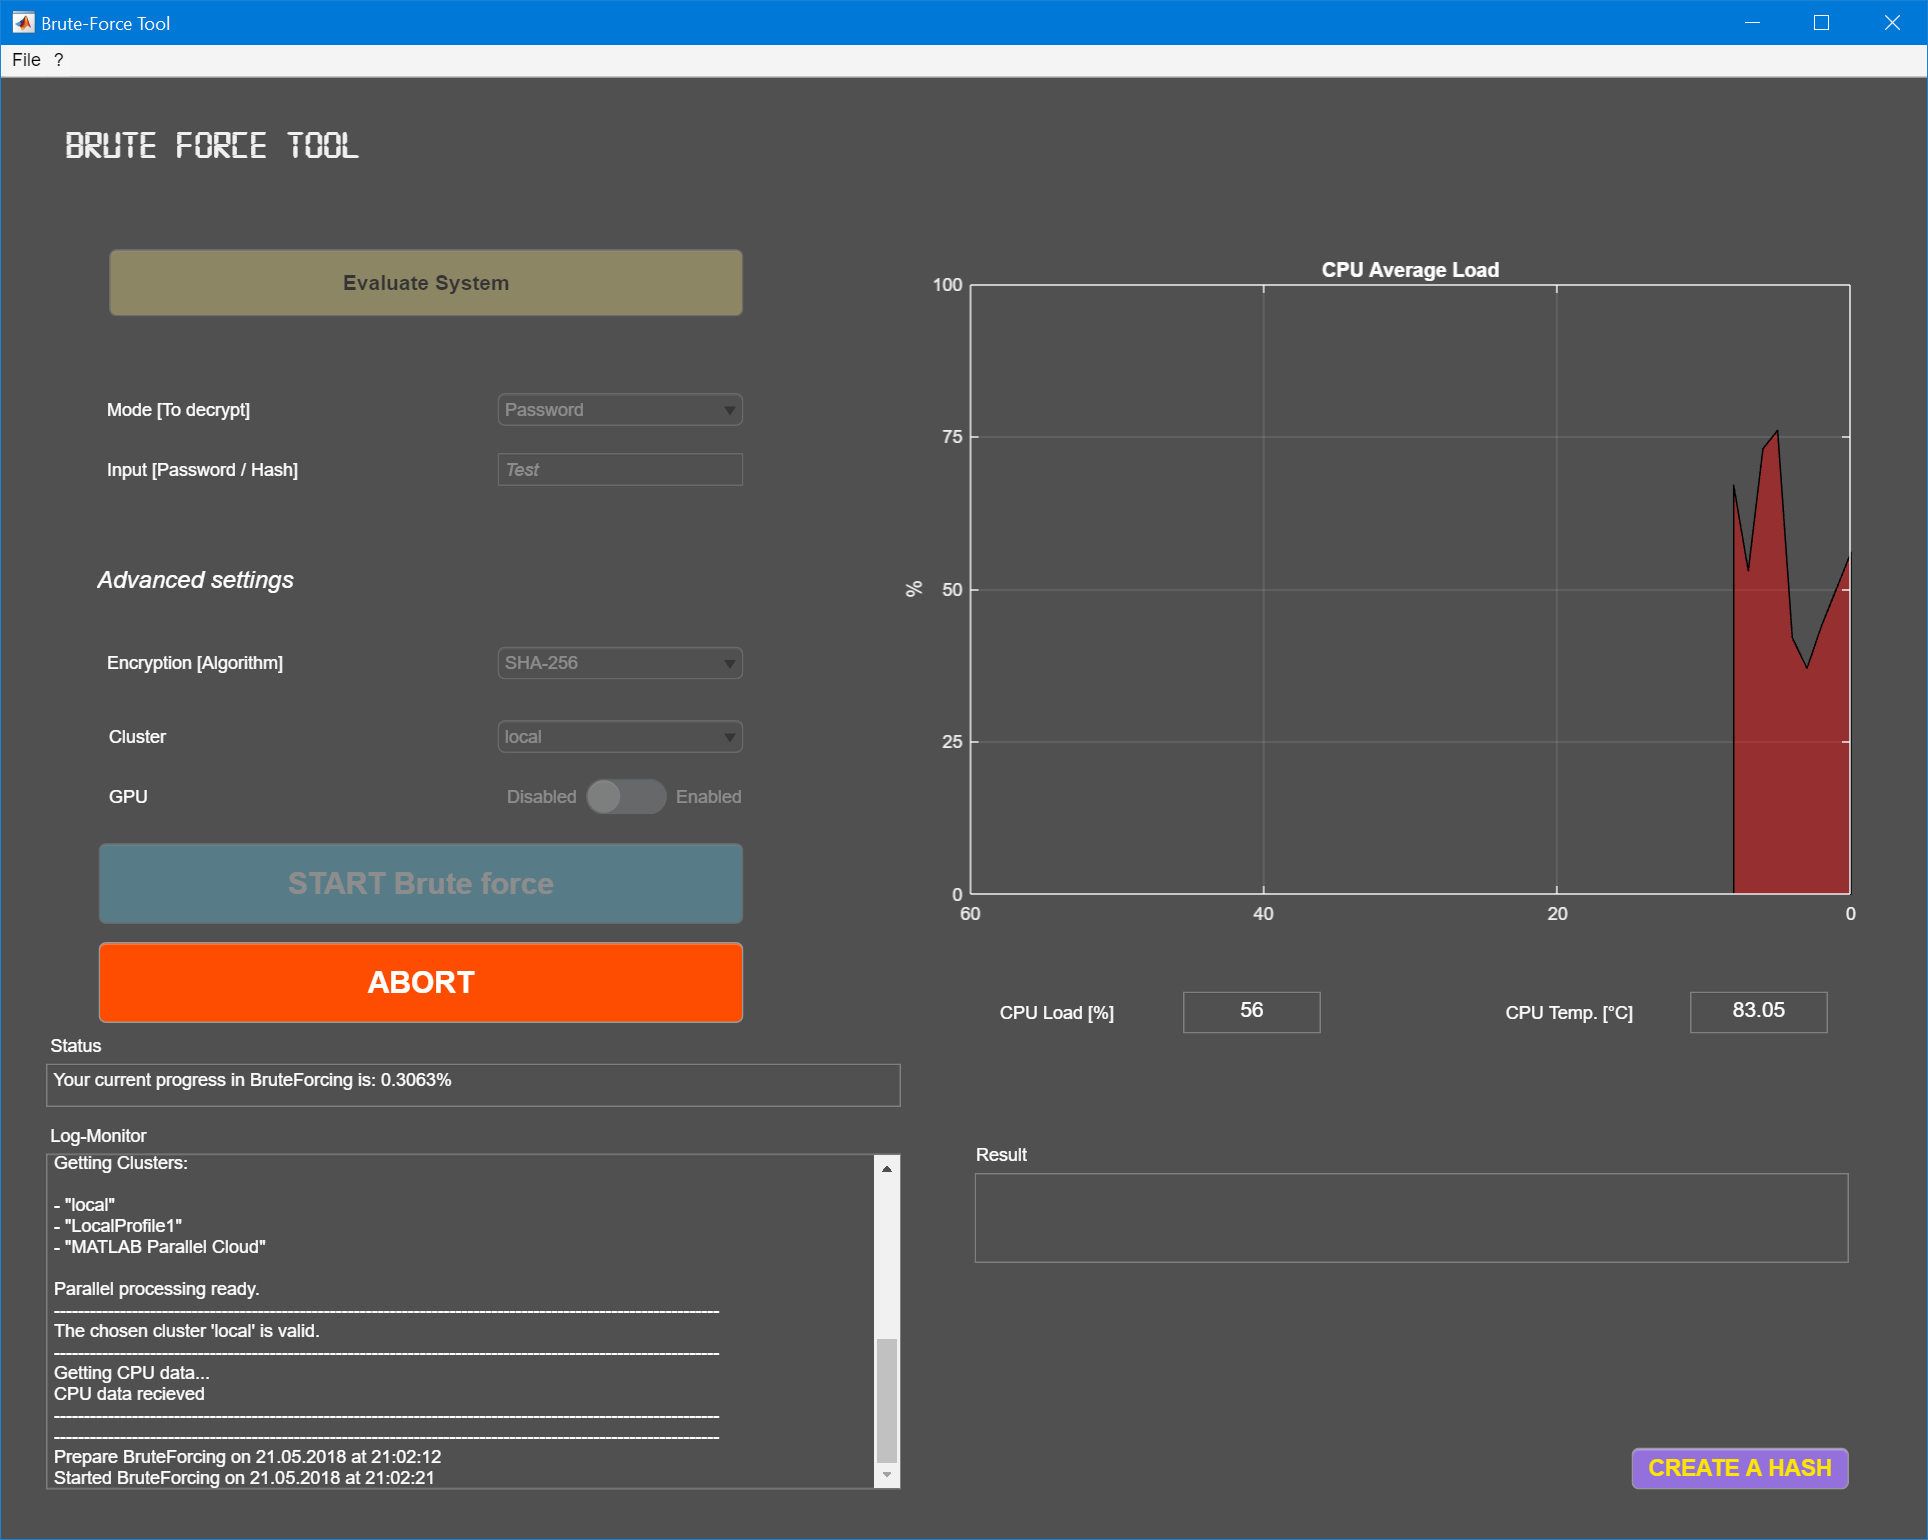 Brute-Force Tool
File ?
BRUTE FORCE TOOL
Evaluate System
Mode [To decrypt]
Password
Input [Password / Hash]
Test
Advanced settings
Encryption [Algorithm]
SHA-256
Cluster
local
GPU
Disabled Enabled
START Brute force
ABORT
Status
Your current progress in BruteForcing is: 0.3063%
Log-Monitor
Getting Clusters:
- "local"
- "LocalProfile1"
- "MATLAB Parallel Cloud"
Parallel processing ready.
The chosen cluster 'local' is valid.
Getting CPU data...
CPU data recieved
Prepare BruteForcing on 21.05.2018 at 21:02:12
Started BruteForcing on 21.05.2018 at 21:02:21
CPU Average Load
100
75
50
25
0
%
60 40 20 0
CPU Load [%] 56 CPU Temp. [°C] 83.05
Result
CREATE A HASH